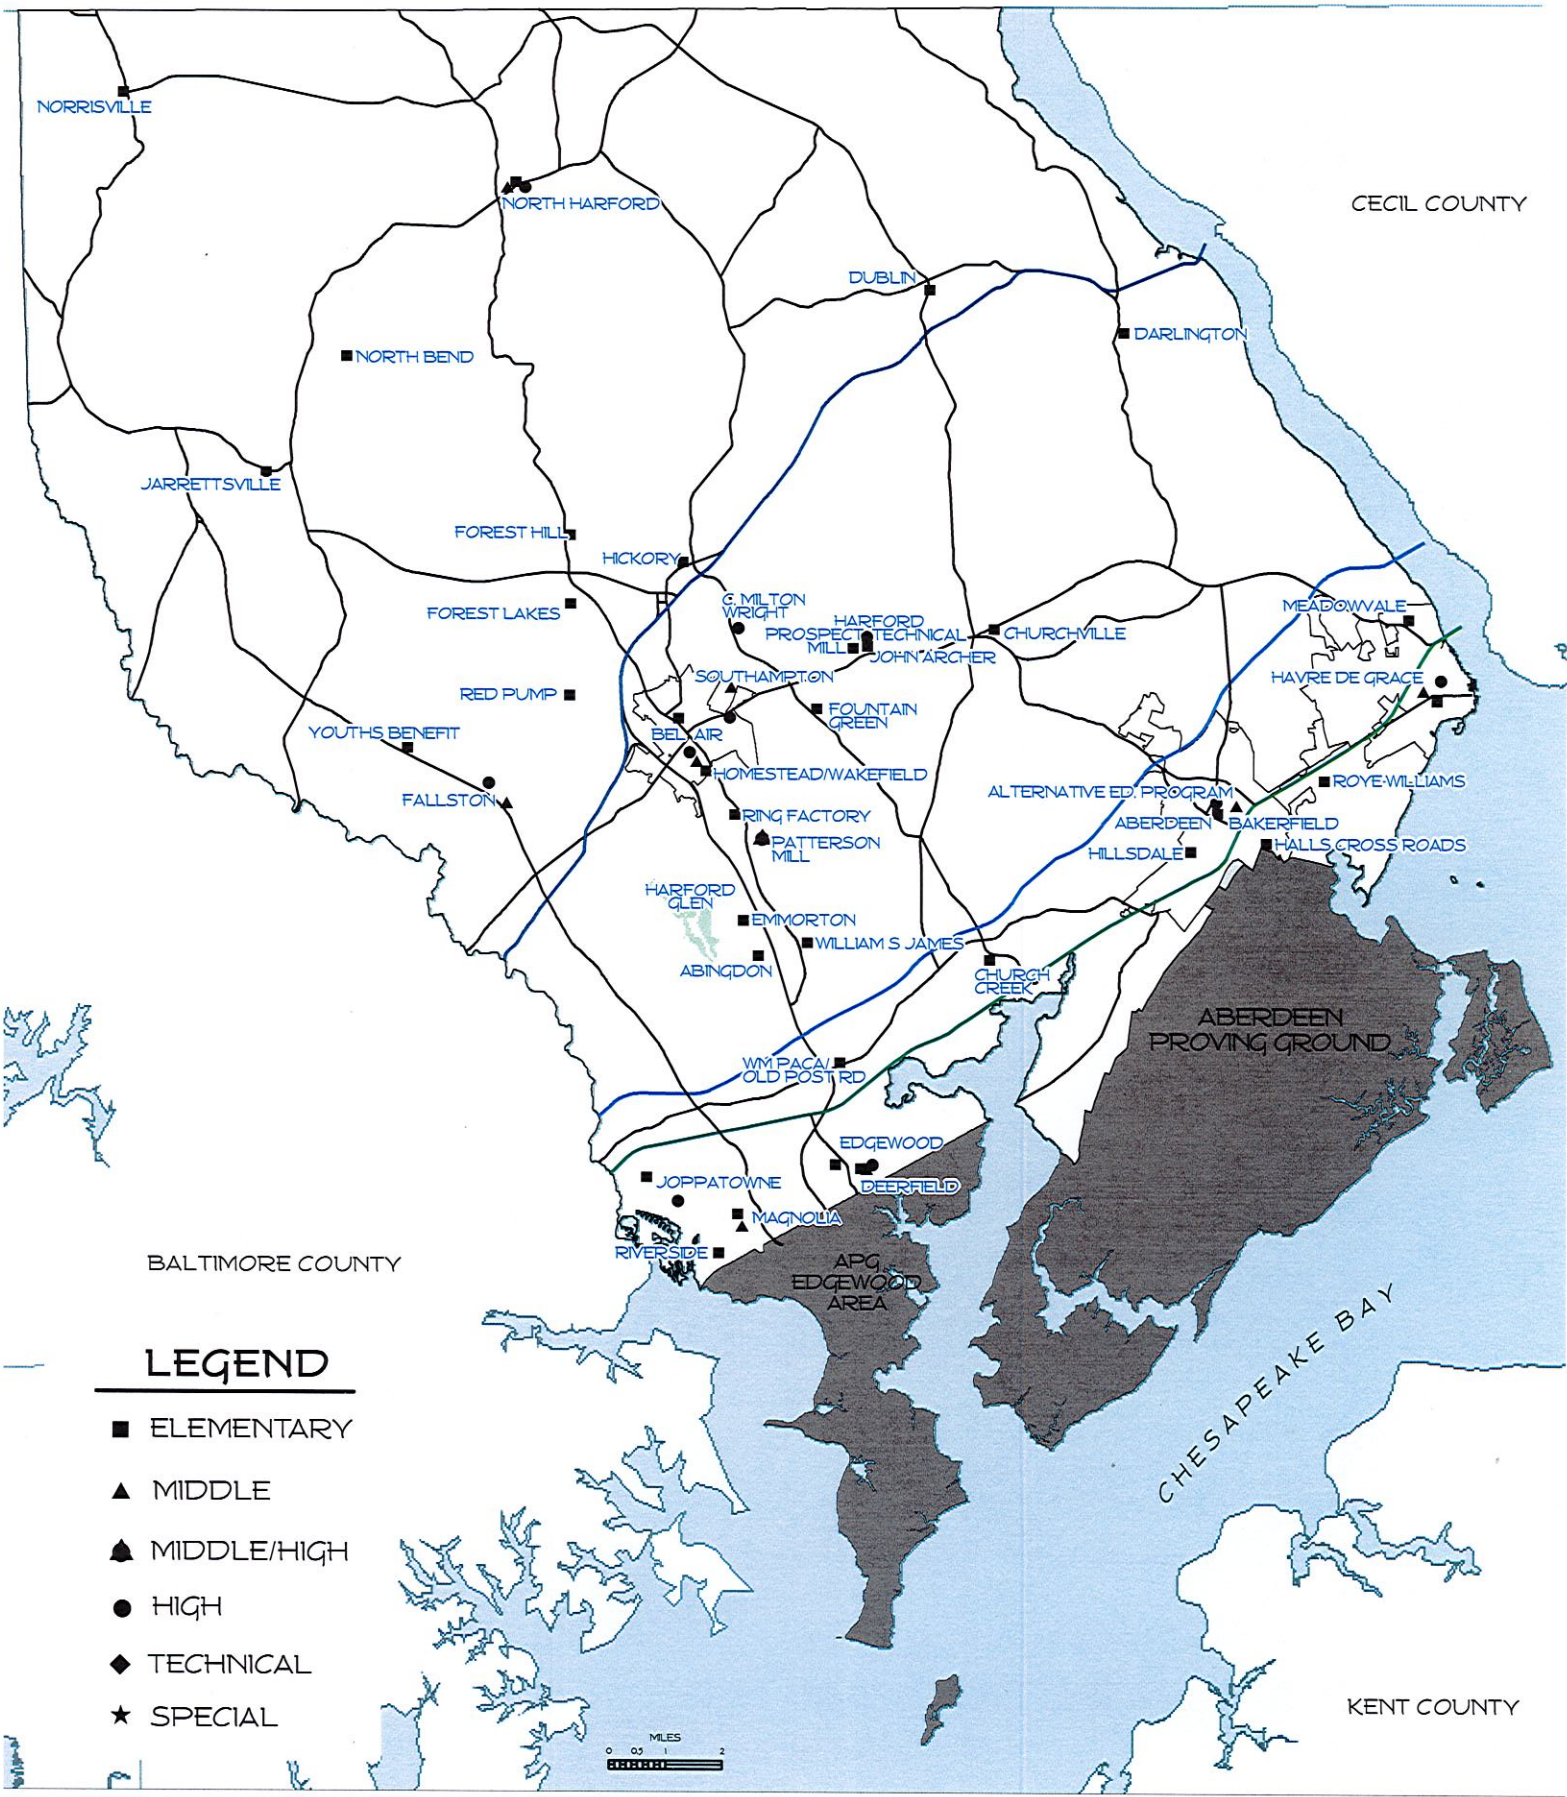 NORRISVILLE
CECIL COUNTY
NORTH HARFORD
DUBLIN
DARLINGTON
NORTH BEND
JARRETTSVILLE
FOREST HILL
HICKORY
C. MILTON
WRIGHT
FOREST LAKES
MEADOWVALE
HARFORD
TECHNICAL
PROSPECT
MILL
CHURCHVILLE
JOHN ARCHER
SOUTHAMPTON
HAVRE DE GRACE
RED PUMP
FOUNTAIN
GREEN
YOUTHS BENEFIT
BEL AIR
HOMESTEAD/WAKEFIELD
ROYE-WILLIAMS
ALTERNATIVE ED. PROGRAM
FALLSTON
RING FACTORY
ABERDEEN
BAKERFIELD
PATTERSON
MILL
HILLSDALE
HALLS CROSS ROADS
HARFORD
GLEN
EMMORTON
WILLIAM S JAMES
ABINGDON
CHURCH
CREEK
ABERDEEN
PROVING GROUND
WM PACA/
OLD POST RD
EDGEWOOD
JOPPATOWNE
DEERFIELD
MAGNOLIA
RIVERSIDE
BALTIMORE COUNTY
APG
EDGEWOOD
AREA
CHESAPEAKE BAY
LEGEND
ELEMENTARY
MIDDLE
MIDDLE/HIGH
HIGH
TECHNICAL
SPECIAL
KENT COUNTY
MILES
0 0.5 1 2